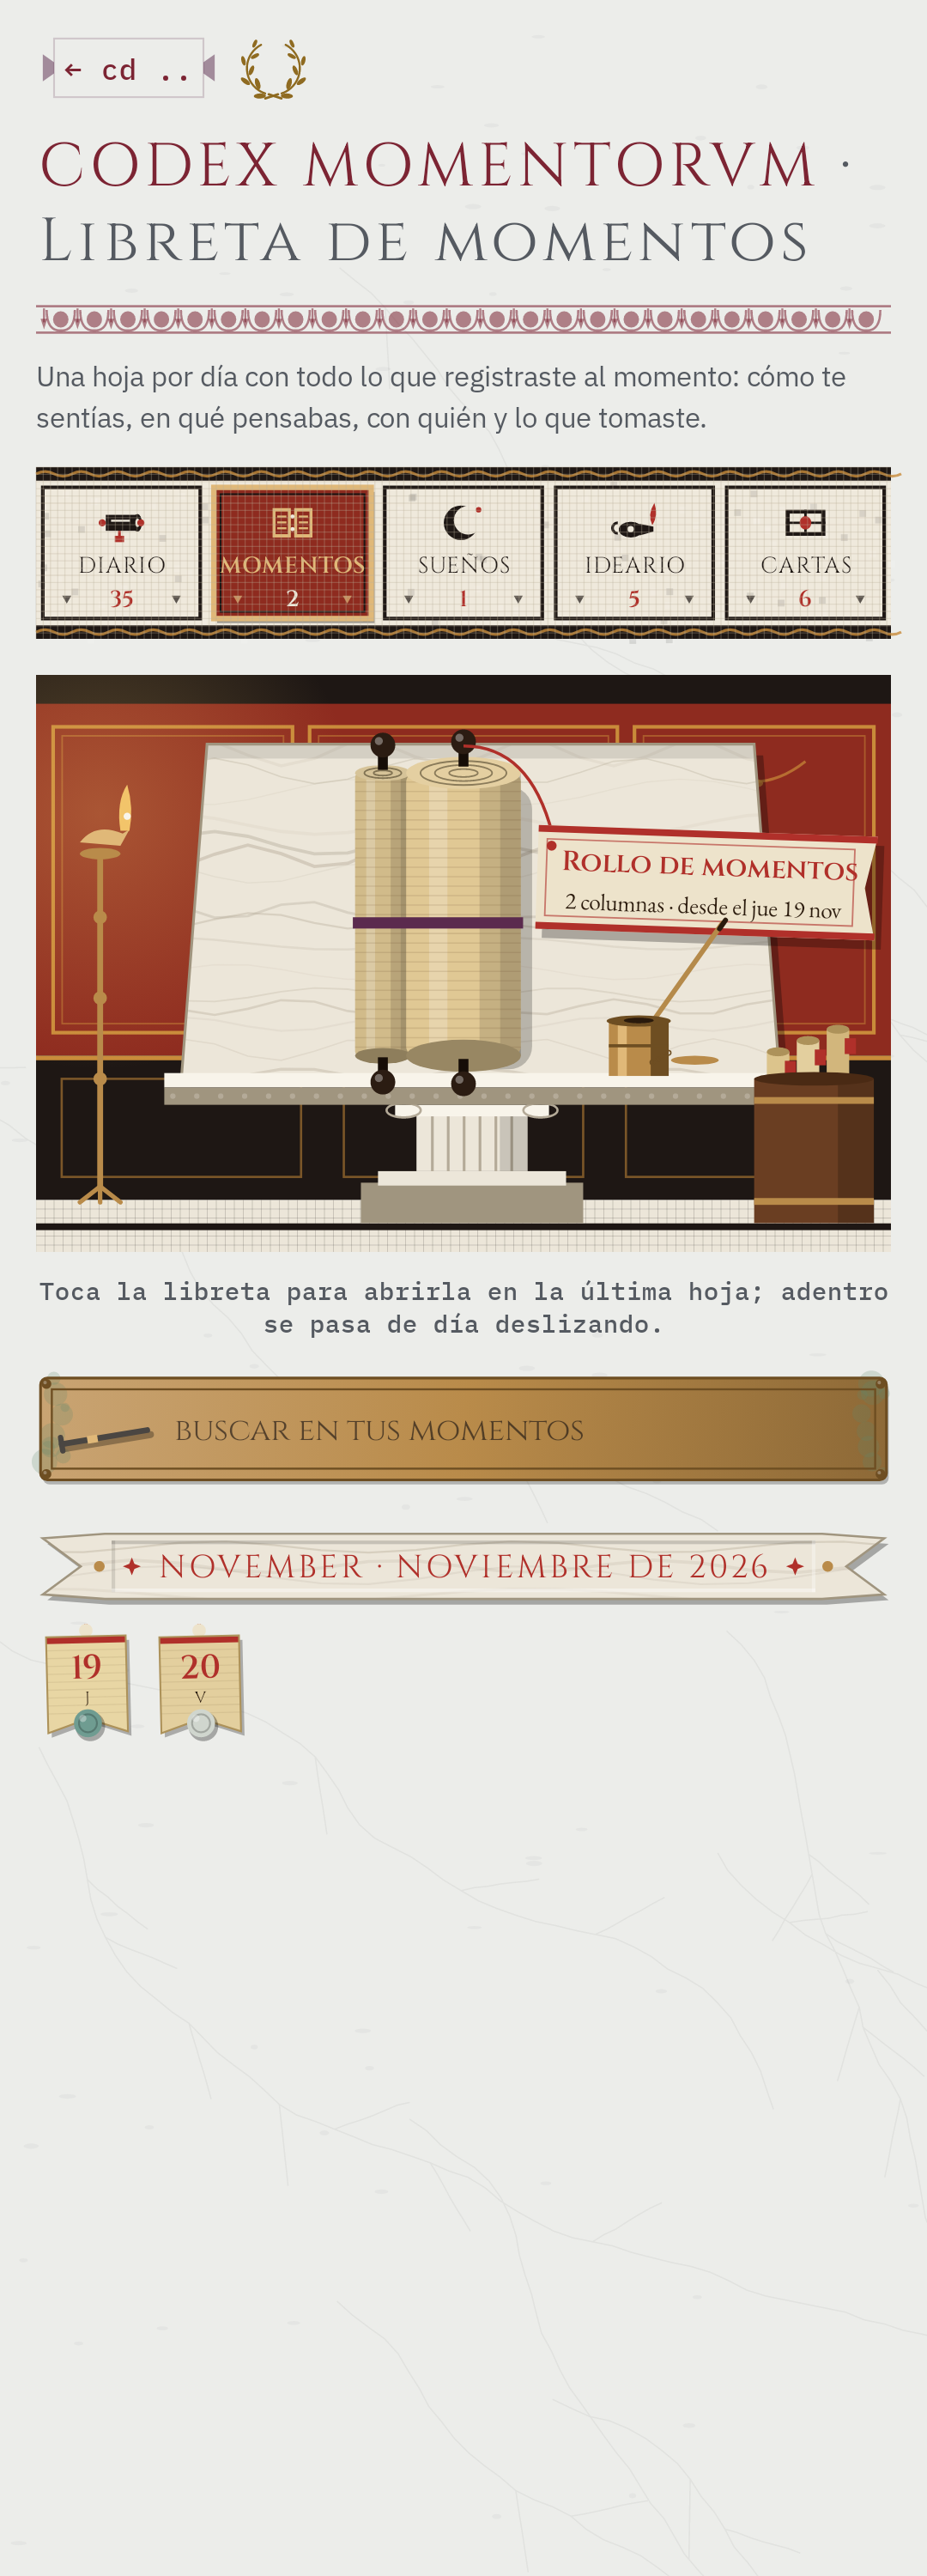 ← cd ..
CODEX MOMENTORVM ·
LIBRETA DE MOMENTOS
Una hoja por día con todo lo que registraste al momento: cómo te
sentías, en qué pensabas, con quién y lo que tomaste.
DIARIO
35
MOMENTOS
2
SUEÑOS
1
IDEARIO
5
CARTAS
6
ROLLO DE MOMENTOS
2 columnas · desde el jue 19 nov
Toca la libreta para abrirla en la última hoja; adentro
se pasa de día deslizando.
BUSCAR EN TUS MOMENTOS
NOVEMBER · NOVIEMBRE DE 2026
19
J
20
V